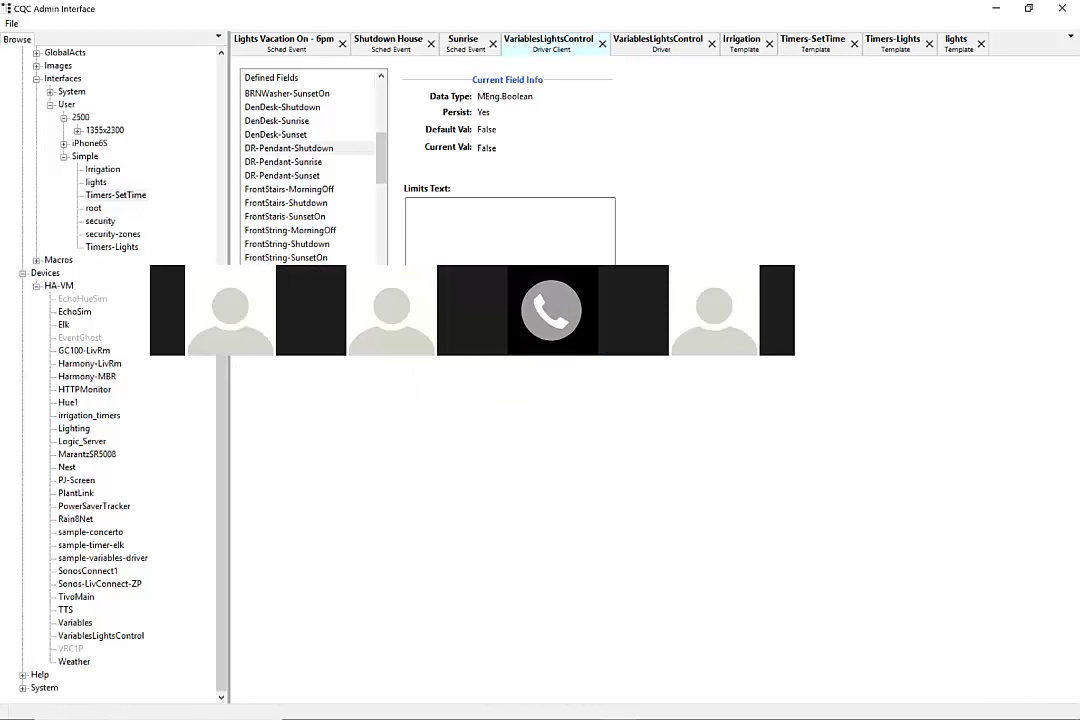 CQC Admin Interface
File
Browse
GlobalActs
Images
Interfaces
System
User
2500
1355x2300
iPhone6S
Simple
Irrigation
lights
Timers-SetTime
root
security
security-zones
Timers-Lights
Macros
Devices
HA-VM
EchoHueSim
EchoSim
Elk
EventGhost
GC100-LivRm
Harmony-LivRm
Harmony-MBR
HTTPMonitor
Hue1
irrigation_timers
Lighting
Logic_Server
MarantzSR5008
Nest
PJ-Screen
PlantLink
PowerSaverTracker
Rain8Net
sample-concerto
sample-timer-elk
sample-variables-driver
SonosConnect1
Sonos-LivConnect-ZP
TivoMain
TTS
Variables
VariablesLightsControl
VRC1P
Weather
Help
System
Lights Vacation On - 6pm
Sched Event
Shutdown House
Sched Event
Sunrise
Sched Event
VariablesLightsControl
Driver Client
VariablesLightsControl
Driver
Irrigation
Template
Timers-SetTime
Template
Timers-Lights
Template
lights
Template
Defined Fields
BRNWasher-SunsetOn
DenDesk-Shutdown
DenDesk-Sunrise
DenDesk-Sunset
DR-Pendant-Shutdown
DR-Pendant-Sunrise
DR-Pendant-Sunset
FrontStairs-MorningOff
FrontStairs-Shutdown
FrontStaris-SunsetOn
FrontString-MorningOff
FrontString-Shutdown
FrontString-SunsetOn
Current Field Info
Data Type: MEng.Boolean
Persist: Yes
Default Val: False
Current Val: False
Limits Text: